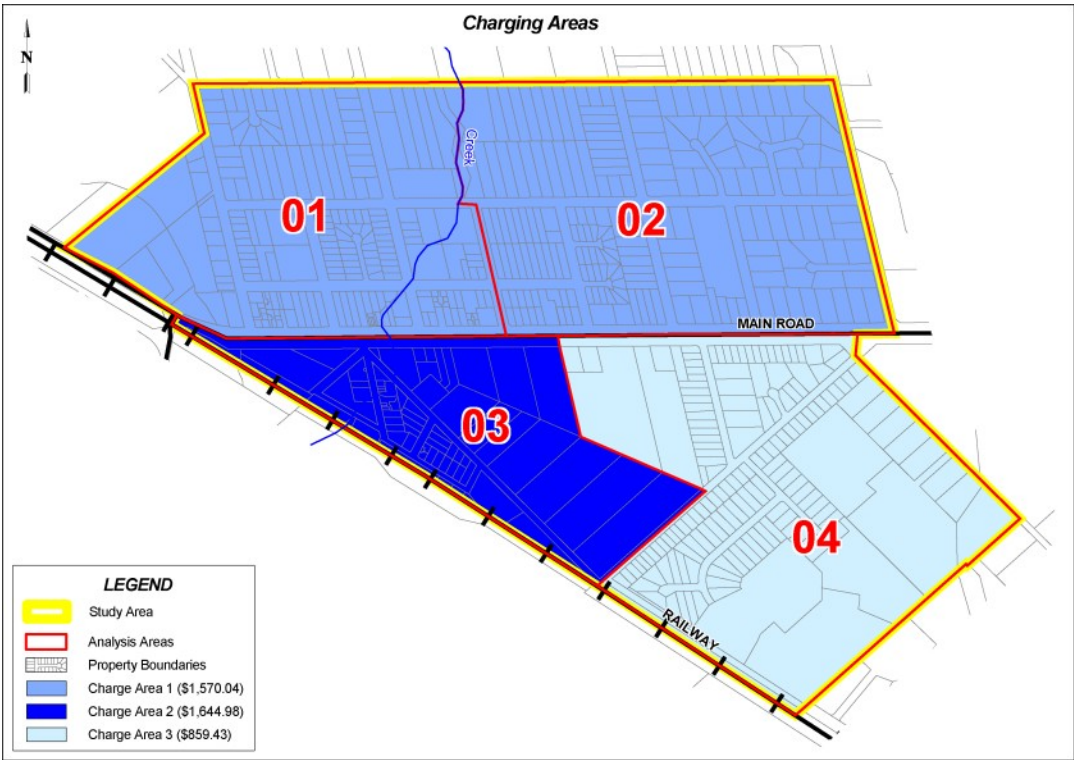 Charging Areas
N
Creek
01
02
MAIN ROAD
03
04
RAILWAY
LEGEND
Study Area
Analysis Areas
Property Boundaries
Charge Area 1 ($1,570.04)
Charge Area 2 ($1,644.98)
Charge Area 3 ($859.43)